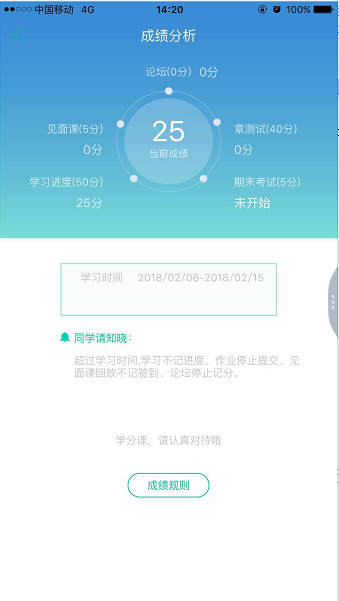 中国移动 4G 14:20 100%
成绩分析
论坛(0分) 0分
见面课(5分)
0分
章测试(40分)
0分
25
当前成绩
学习进度(50分)
25分
期末考试(5分)
未开始
学习时间 2018/02/06-2018/02/15
同学请知晓：
超过学习时间,学习不记进度、作业停止提交、见
面课回放不记签到、论坛停止记分。
学分课，请认真对待哦
成绩规则